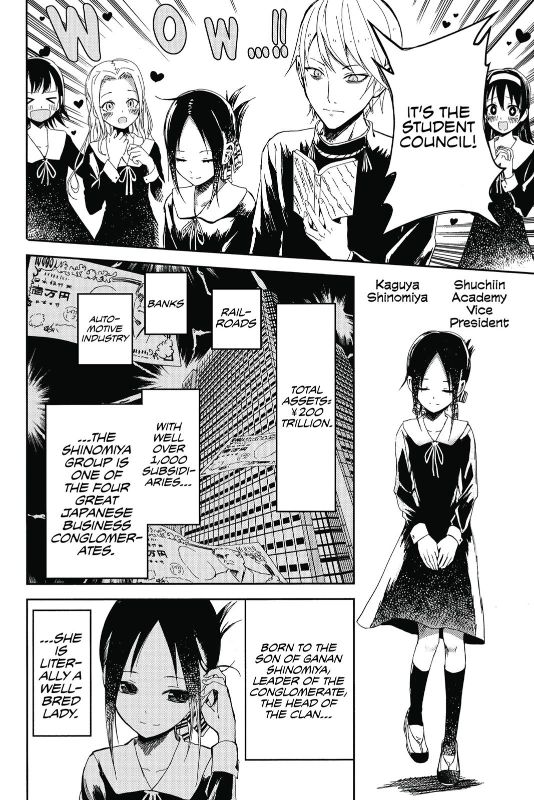 WOW...!!
IT'S THE
STUDENT
COUNCIL!
Kaguya
Shinomiya
Shuchiin
Academy
Vice
President
TOTAL
ASSETS:
¥200
TRILLION.
RAIL-
ROADS
BANKS
AUTO-
MOTIVE
INDUSTRY
WITH
WELL
OVER
1,000
SUBSIDI-
ARIES...
...THE
SHINOMIYA
GROUP IS
ONE OF
THE FOUR
GREAT
JAPANESE
BUSINESS
CONGLOMER-
ATES.
BORN TO THE
SON OF GANAN
SHINOMIYA,
LEADER OF THE
CONGLOMERATE,
THE HEAD OF
THE CLAN...
...SHE
IS
LITER-
ALLY A
WELL-
BRED
LADY.